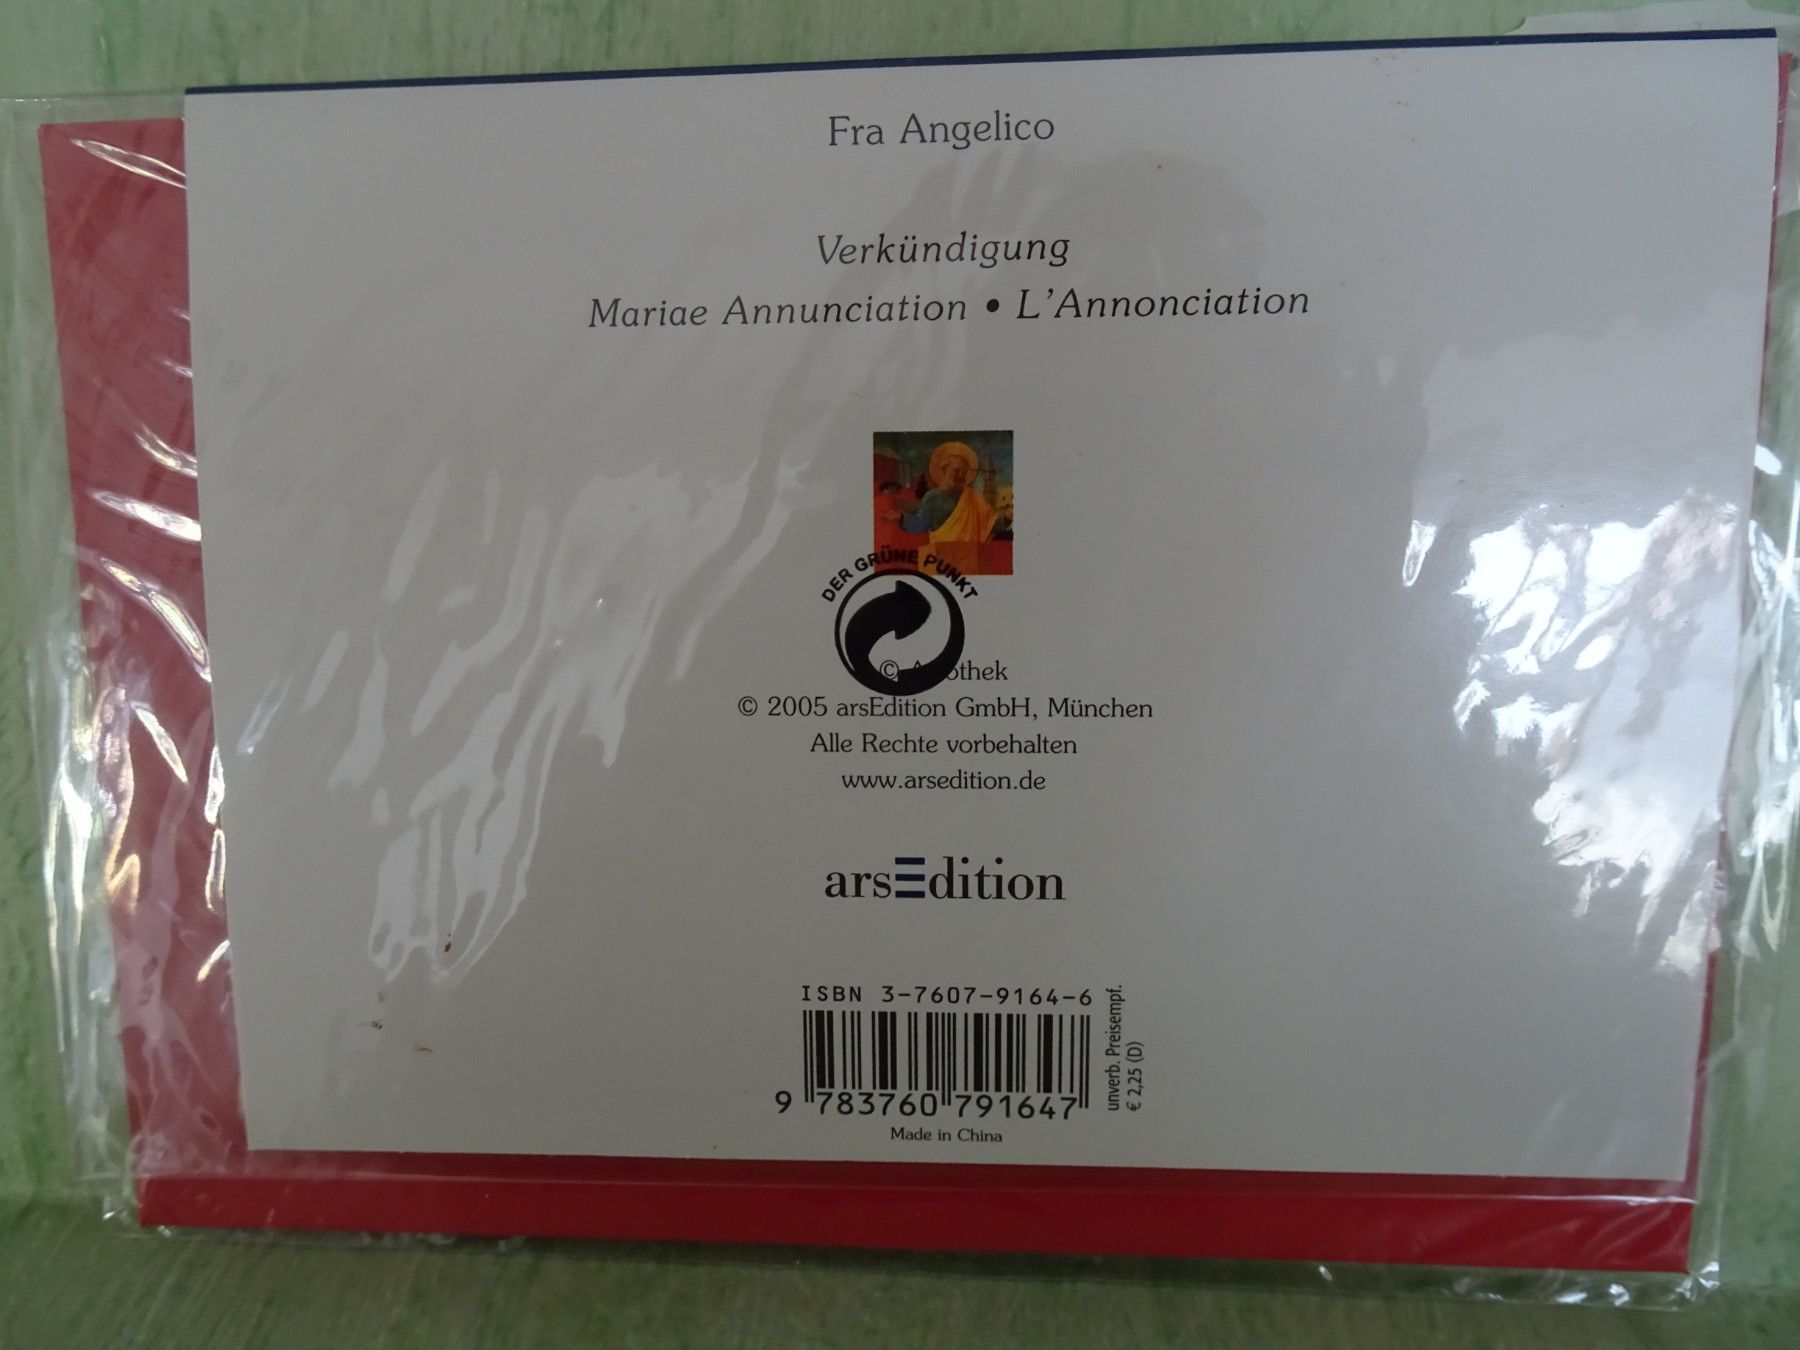 Fra Angelico
Verkündigung
Mariae Annunciation • L'Annonciation
DER GRÜNE PUNKT
©
© 2005 arsEdition GmbH, München
Alle Rechte vorbehalten
www.arsedition.de
arsEdition
ISBN 3-7607-9164-6
9 783760 791647
unverb. Preisempf.
€ 2,25 (D)
Made in China